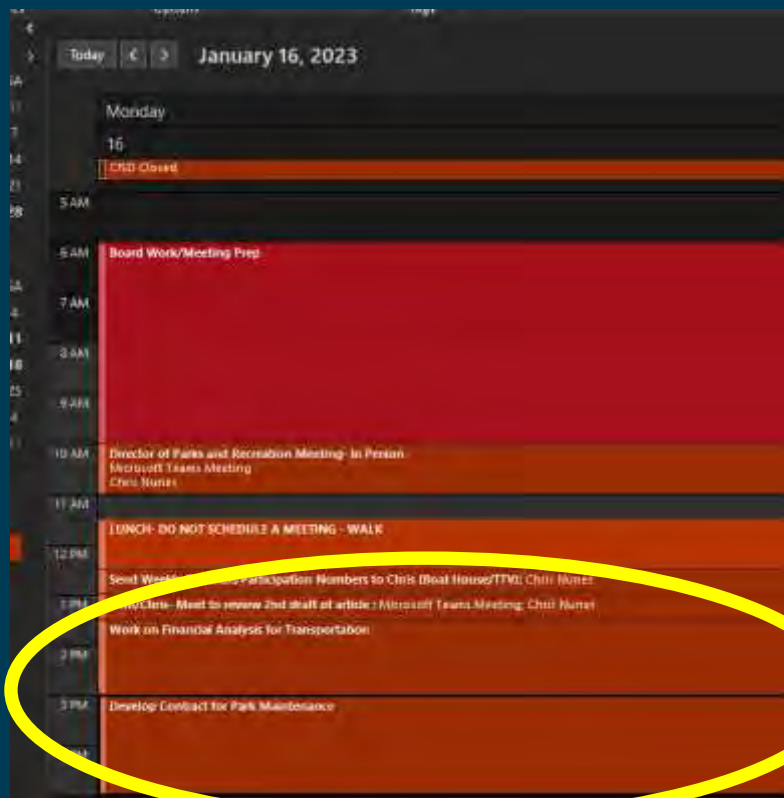 Today < > January 16, 2023
Monday
16
CISD Closed
5 AM
6 AM Board Work/Meeting Prep
7 AM
8 AM
9 AM
10 AM Director of Parks and Recreation Meeting- In Person
Microsoft Teams Meeting
Chris Nunes
11 AM
LUNCH- DO NOT SCHEDULE A MEETING - WALK
12 PM
Send Participation Numbers to Chris (Boat House/TTV); Chris Nunes
1 PM Meet to review 2nd draft of article ; Microsoft Teams Meeting; Chris Nunes
Work on Financial Analysis for Transportation
2 PM
3 PM Develop Contract for Park Maintenance